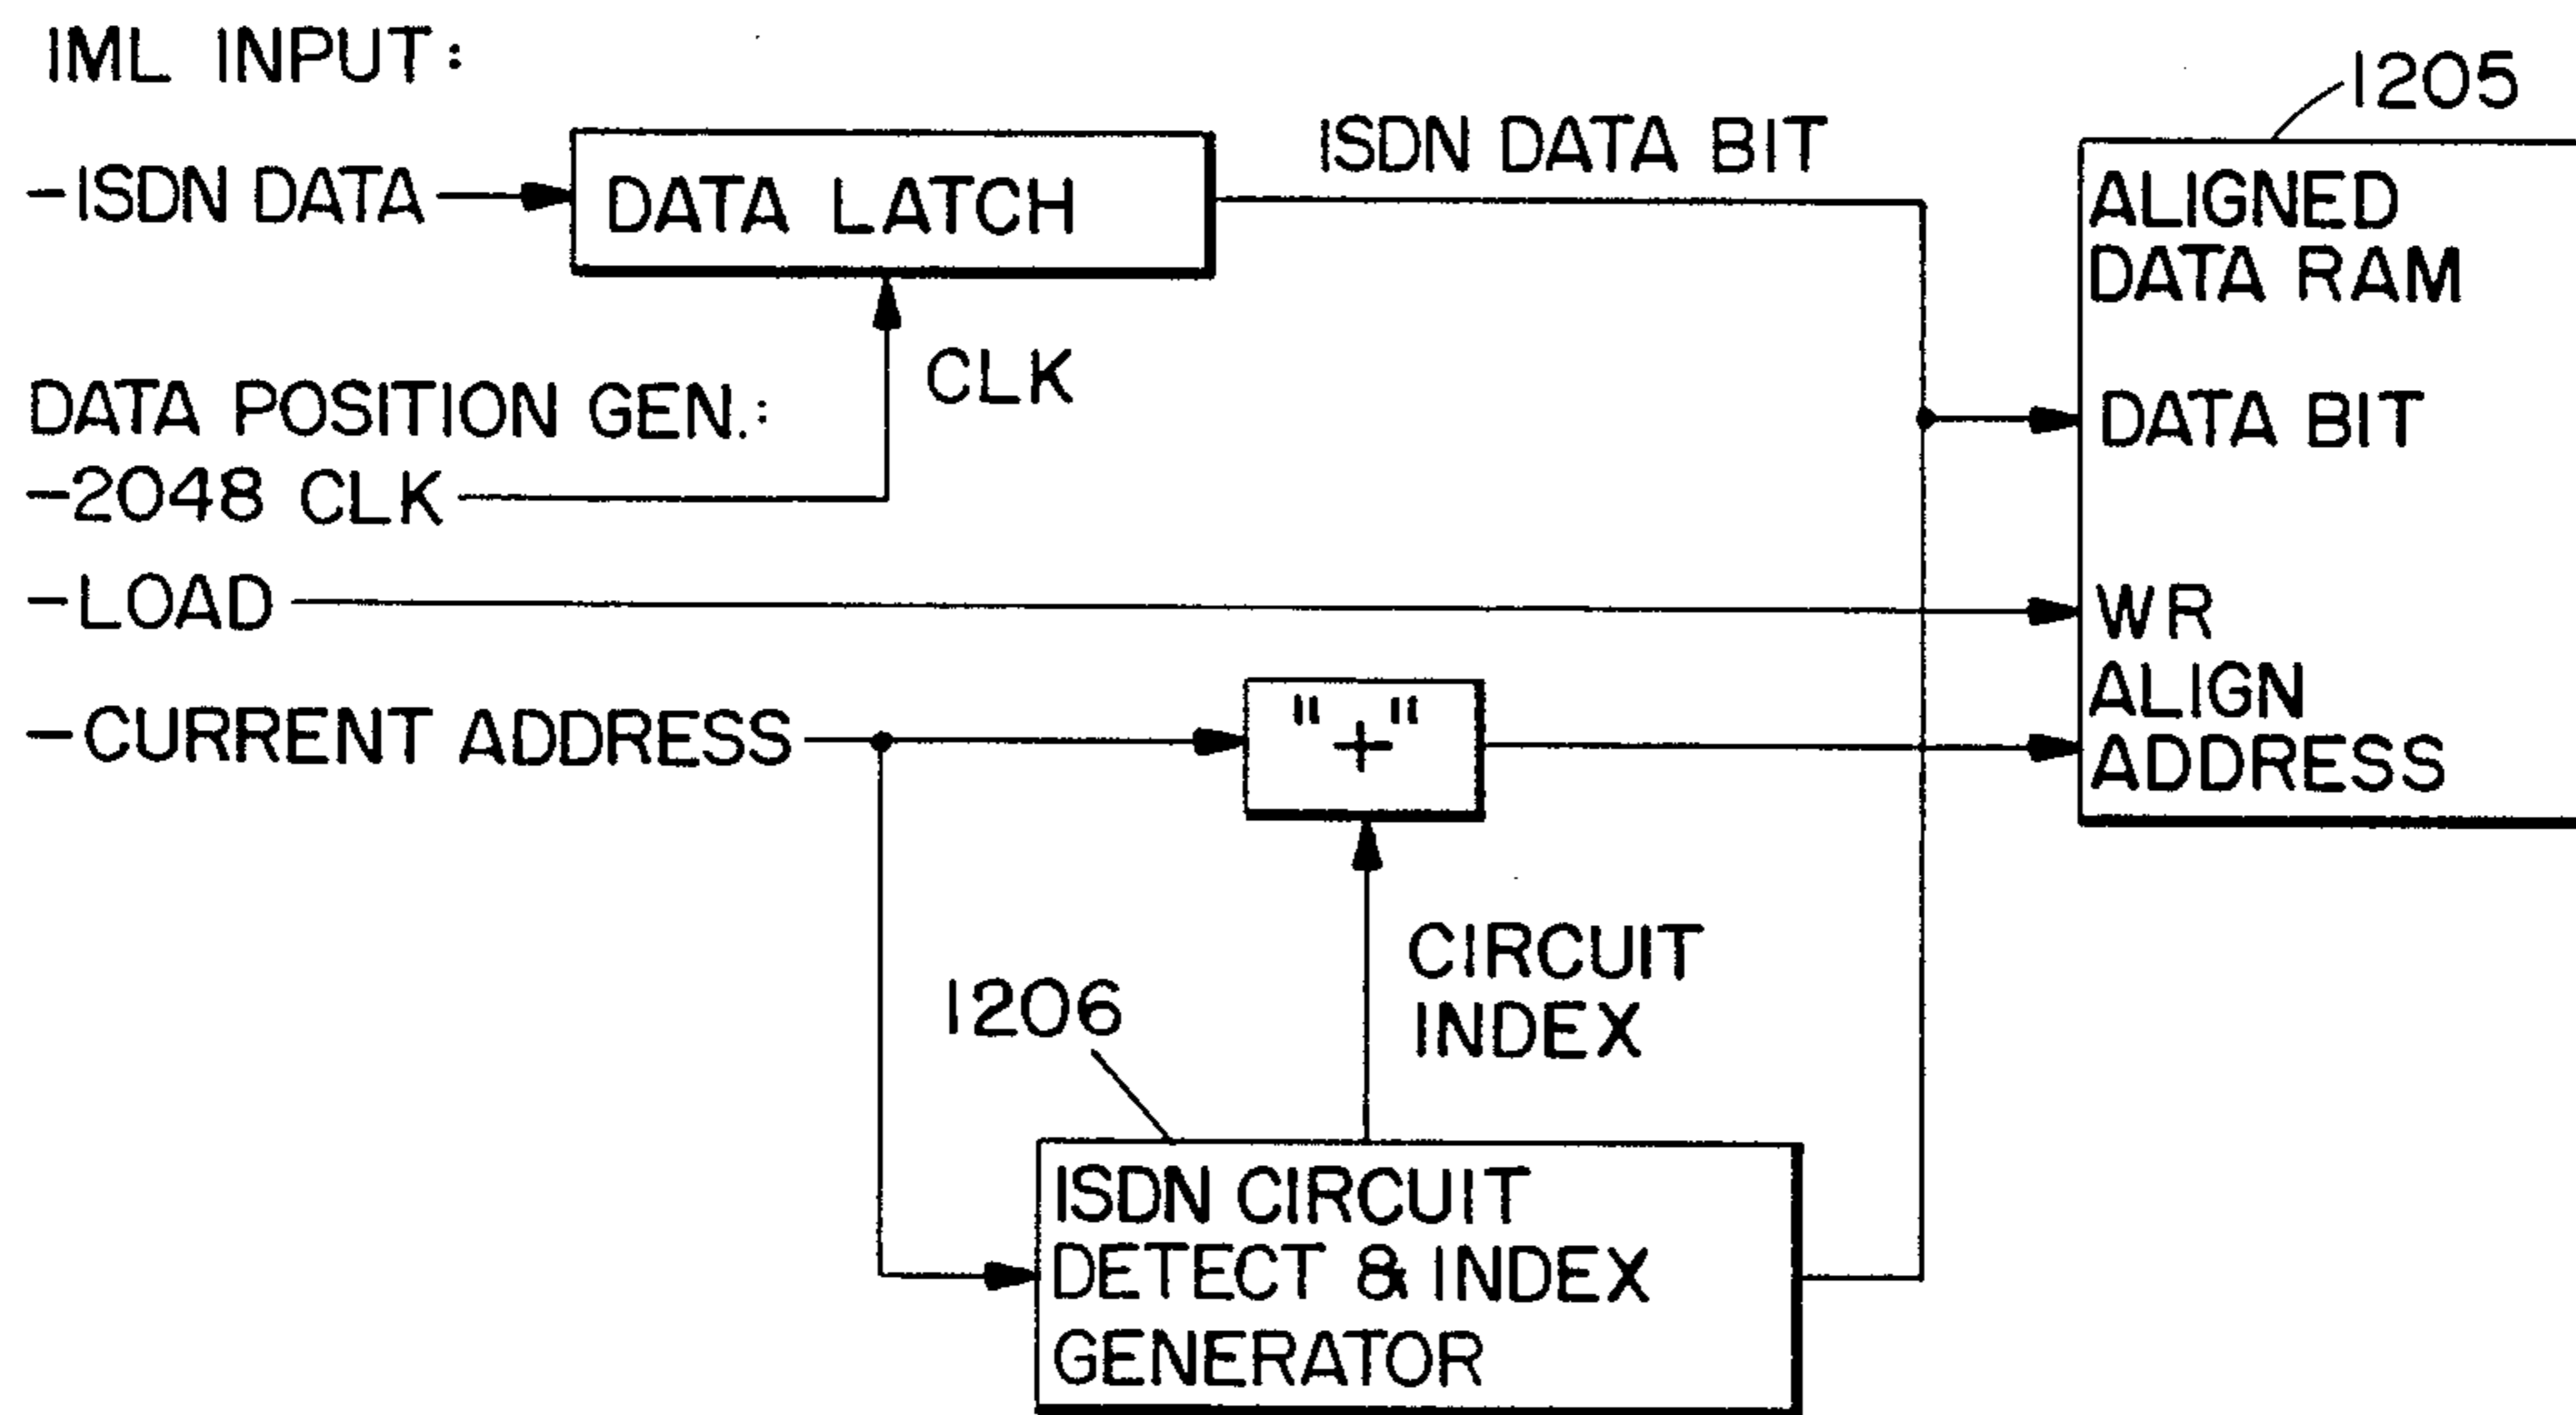 IML INPUT:
1205
-ISDN DATA
DATA LATCH
ISDN DATA BIT
ALIGNED
DATA RAM
CLK
DATA POSITION GEN.:
DATA BIT
-2048 CLK
-LOAD
WR
ALIGN
ADDRESS
-CURRENT ADDRESS
"+"
CIRCUIT
INDEX
1206
ISDN CIRCUIT
DETECT & INDEX
GENERATOR